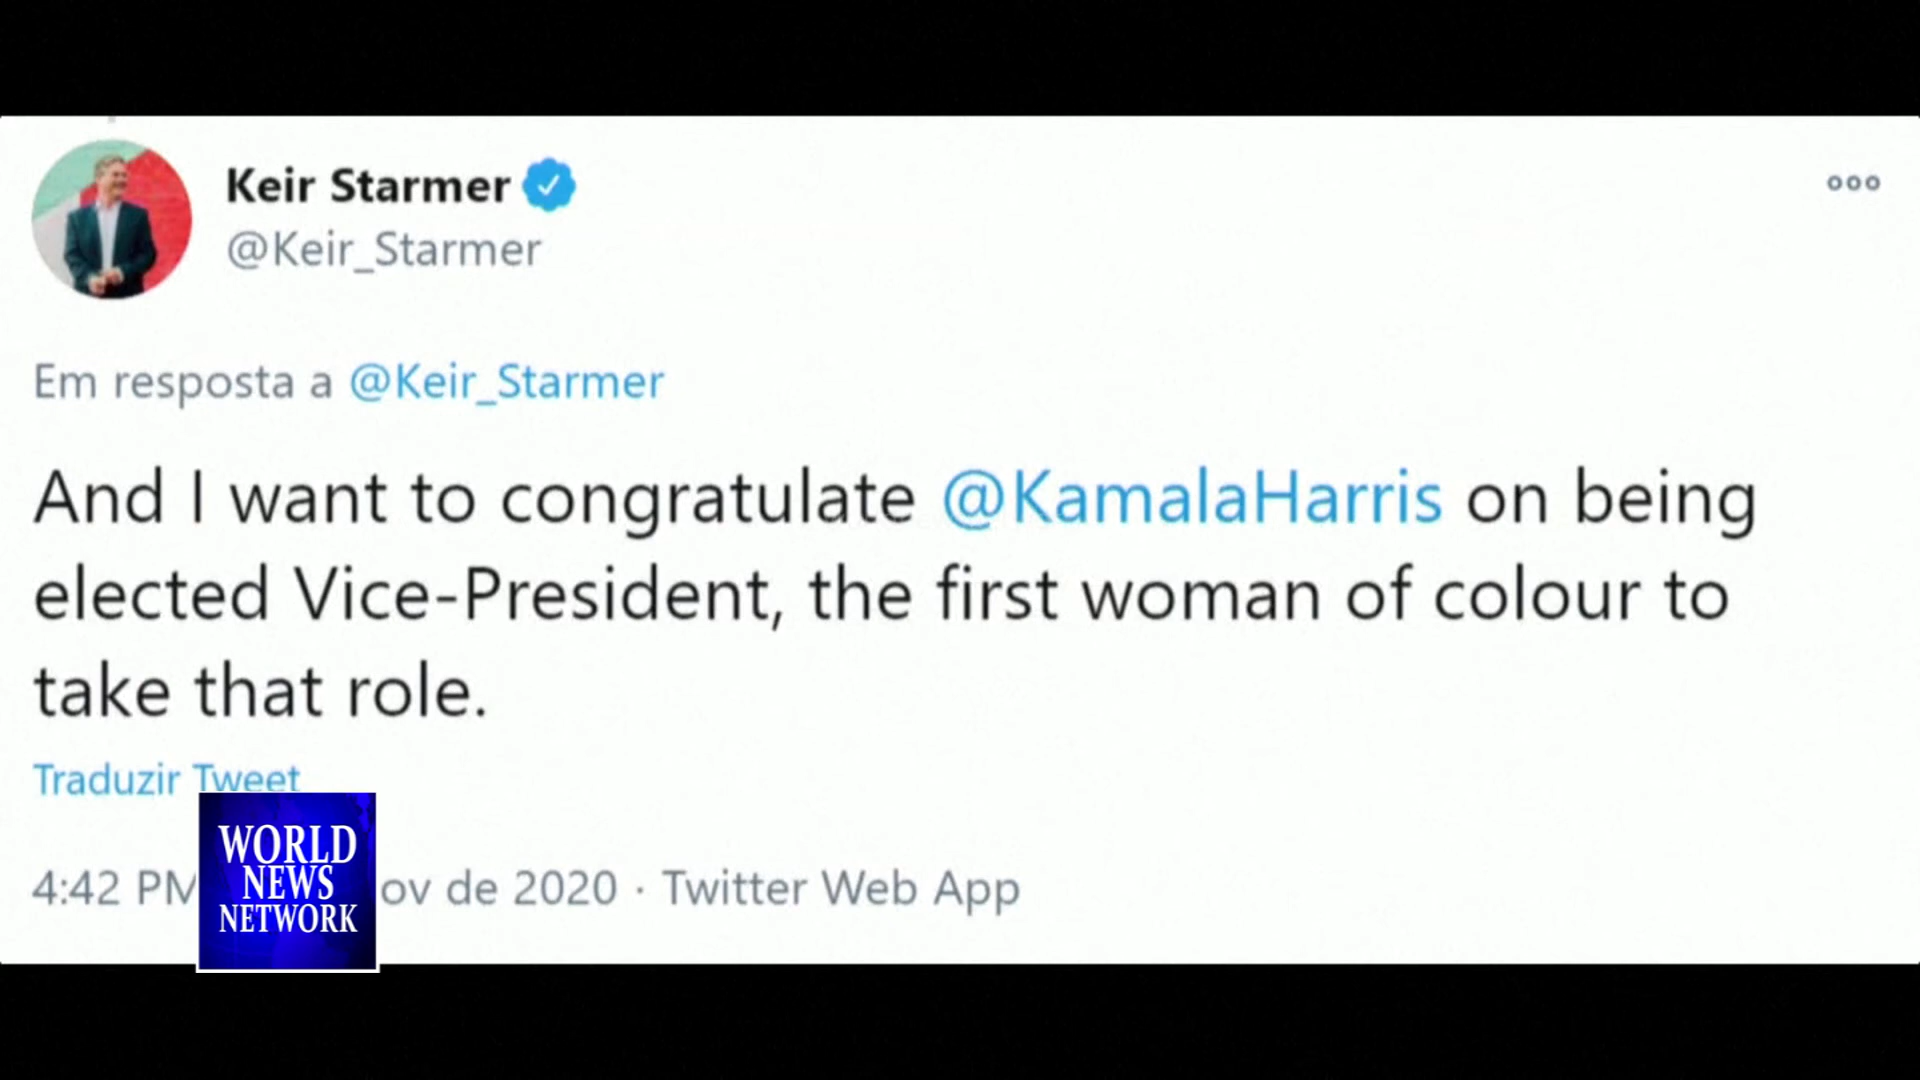 Keir Starmer
@Keir_Starmer
Em resposta a @Keir_Starmer
And I want to congratulate @KamalaHarris on being
elected Vice-President, the first woman of colour to
take that role.
Traduzir Tweet
4:42 PM ov de 2020 · Twitter Web App
WORLD
NEWS
NETWORK